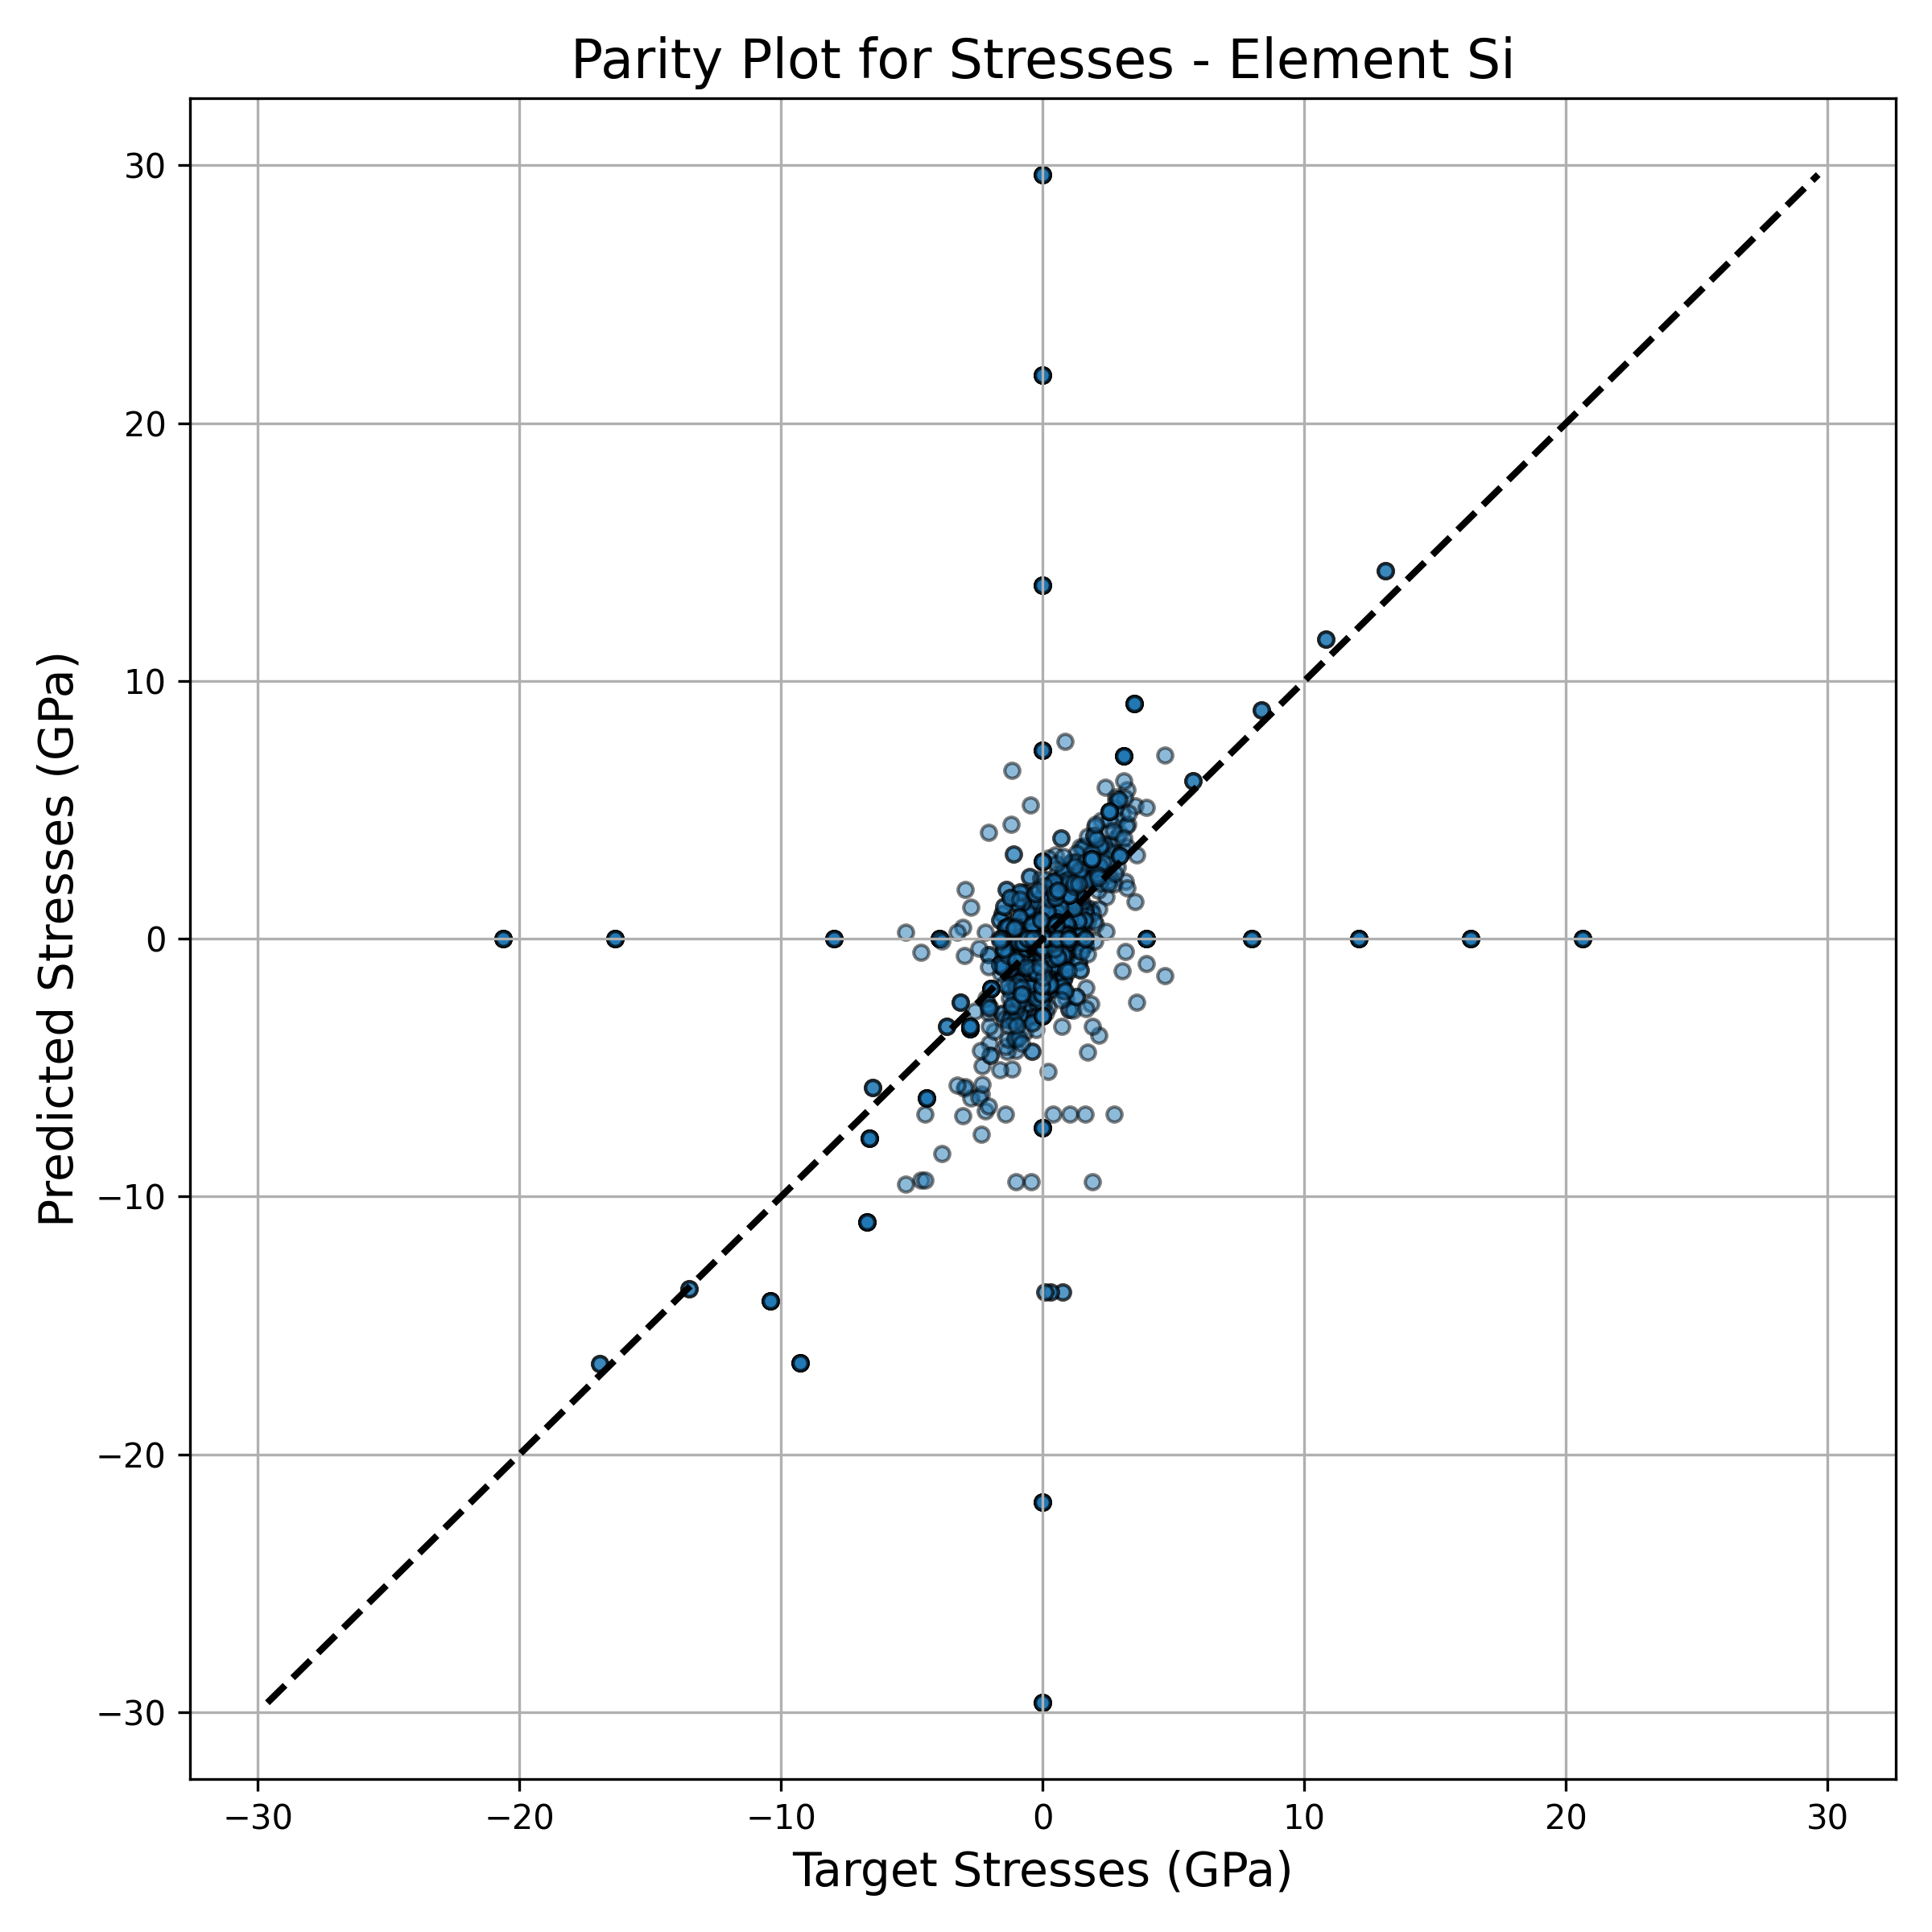 Parity Plot for Stresses - Element Si
Predicted Stresses (GPa)
30
20
10
0
−10
−20
−30
−30 −20 −10 0 10 20 30
Target Stresses (GPa)